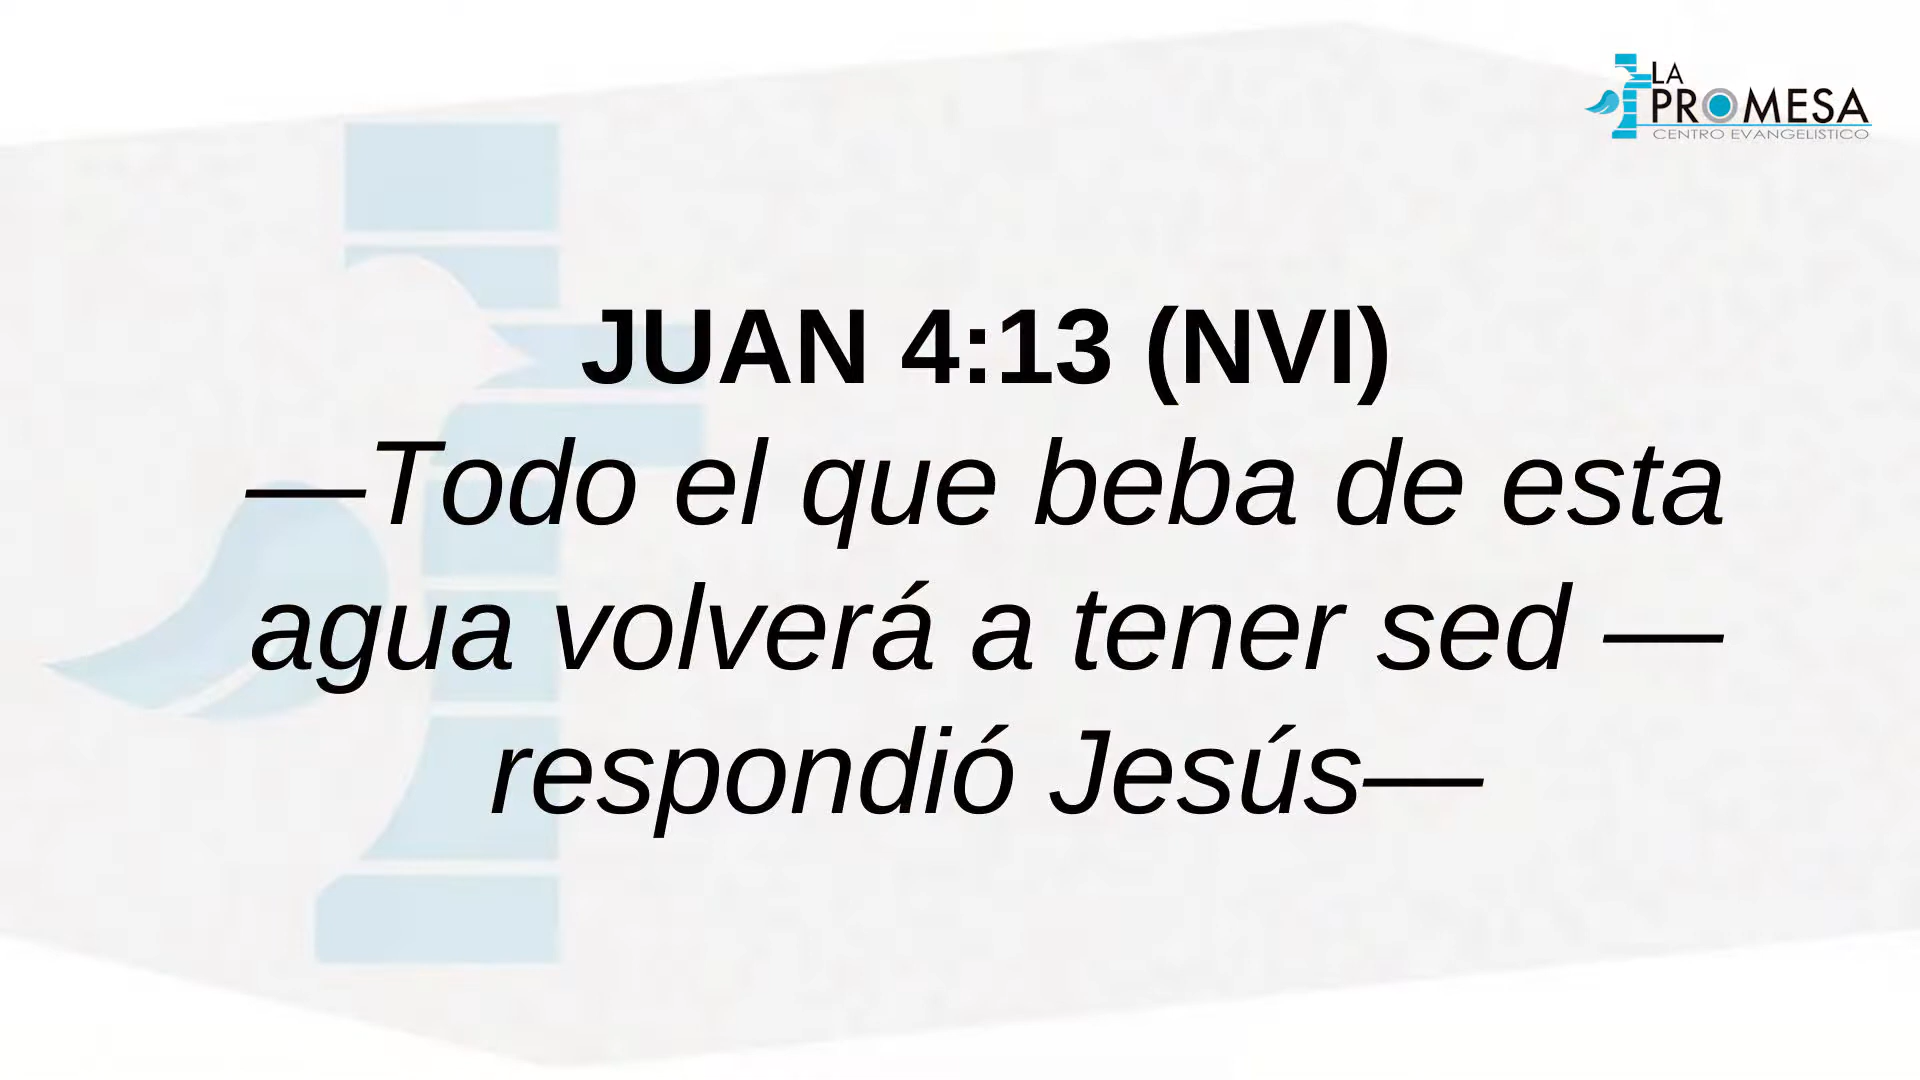 LA
PROMESA
CENTRO EVANGELÍSTICO
JUAN 4:13 (NVI)
—Todo el que beba de esta
agua volverá a tener sed —
respondió Jesús—